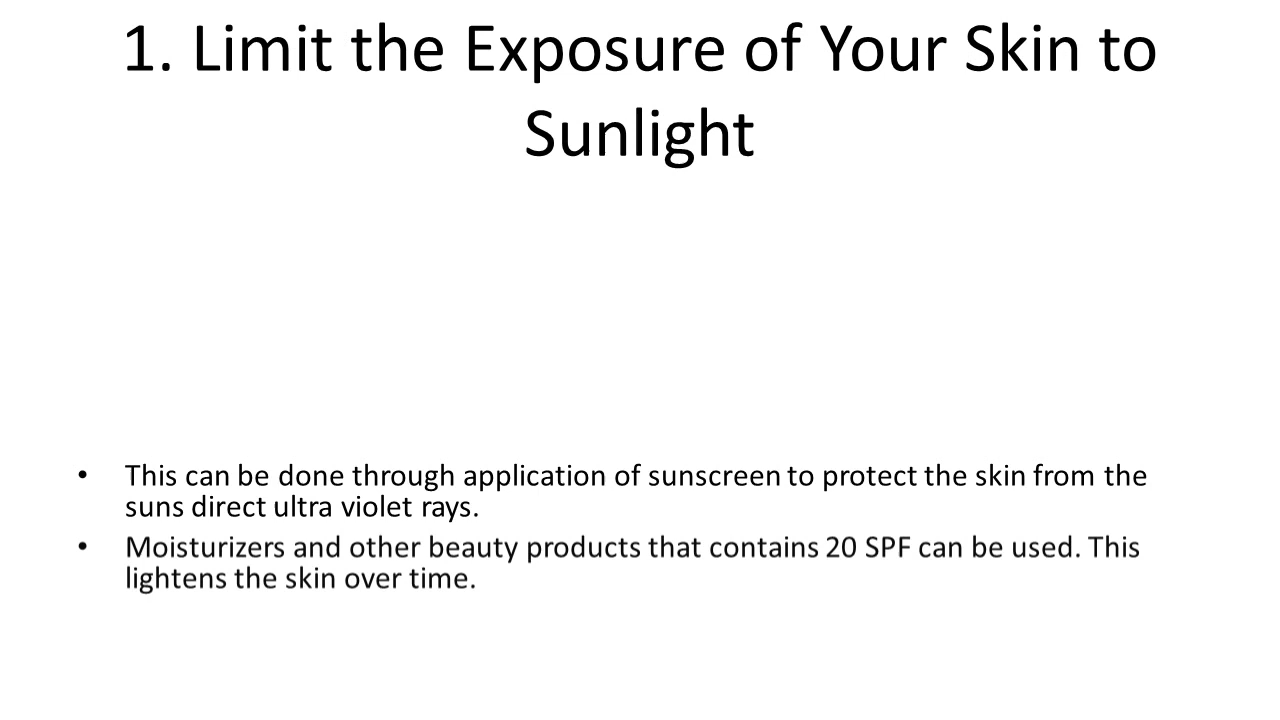 1. Limit the Exposure of Your Skin to
Sunlight
• This can be done through application of sunscreen to protect the skin from the
suns direct ultra violet rays.
• Moisturizers and other beauty products that contains 20 SPF can be used. This
lightens the skin over time.